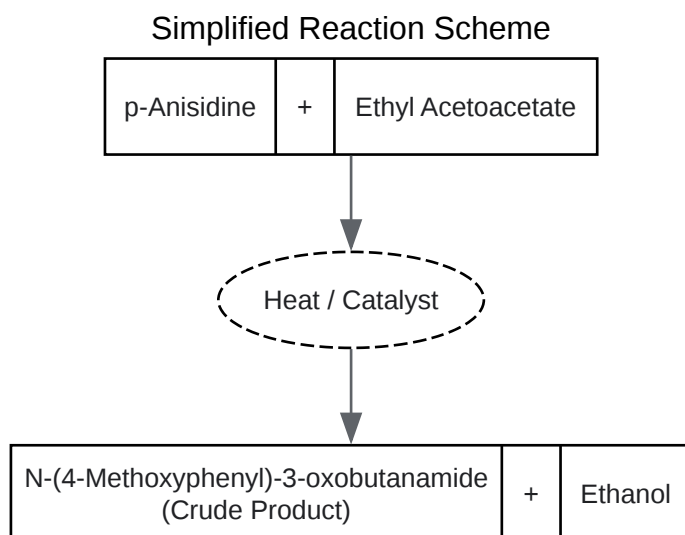 Simplified Reaction Scheme
p-Anisidine + Ethyl Acetoacetate
Heat / Catalyst
N-(4-Methoxyphenyl)-3-oxobutanamide
(Crude Product)
+ Ethanol